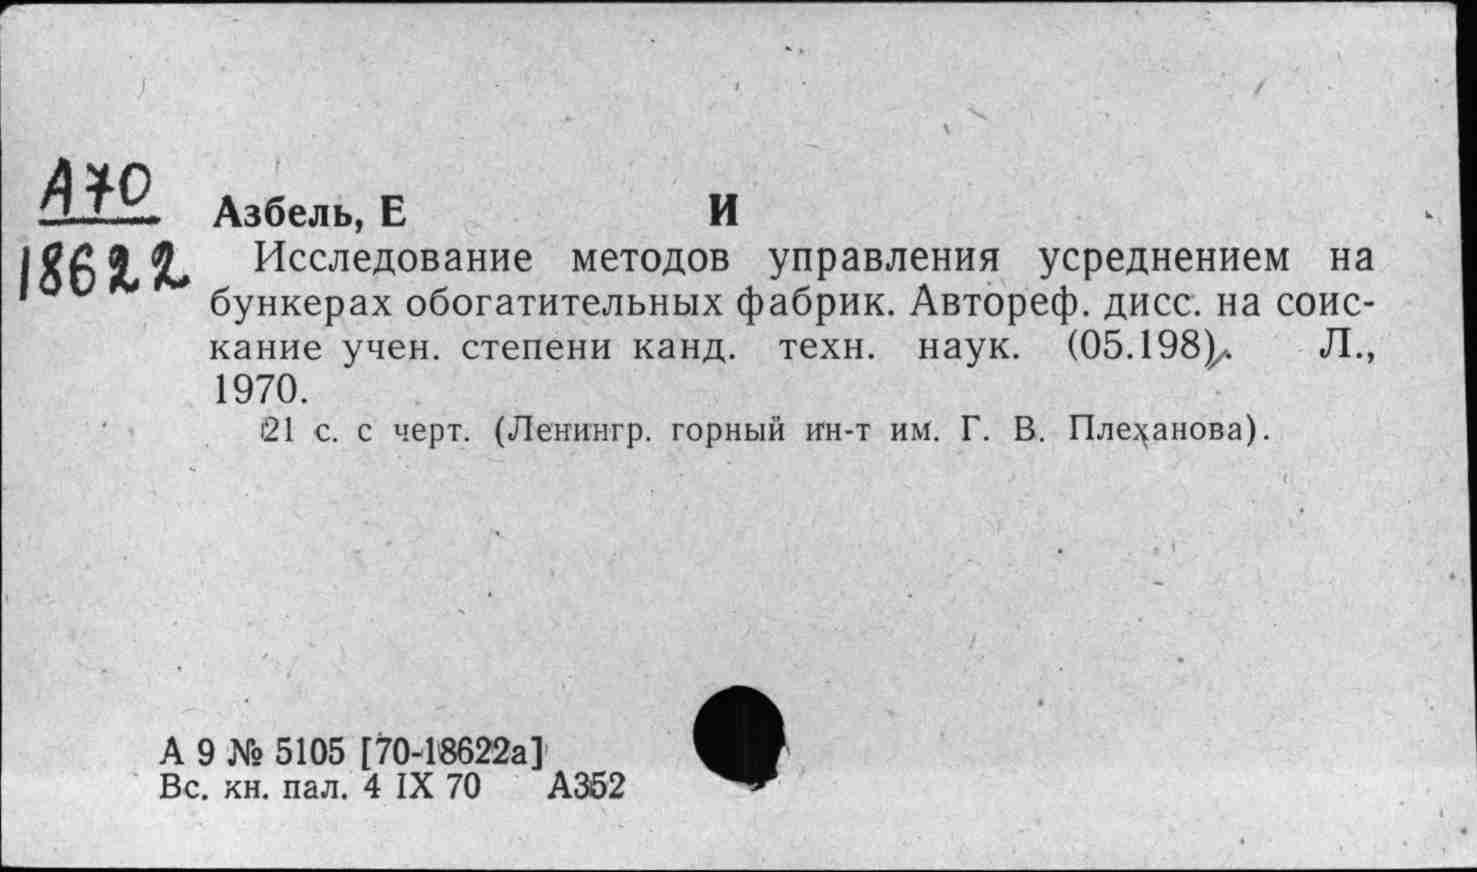 А70
18622
Азбель, Е И
Исследование методов управления усреднением на
бункерах обогатительных фабрик. Автореф. дисс. на соис-
кание учен. степени канд. техн. наук. (05.198). Л.,
1970.
21 с. с черт. (Ленингр. горный ин-т им. Г. В. Плеханова).
А 9 № 5105 [70-18622а]
Вс. кн. пал. 4 IX 70 А352